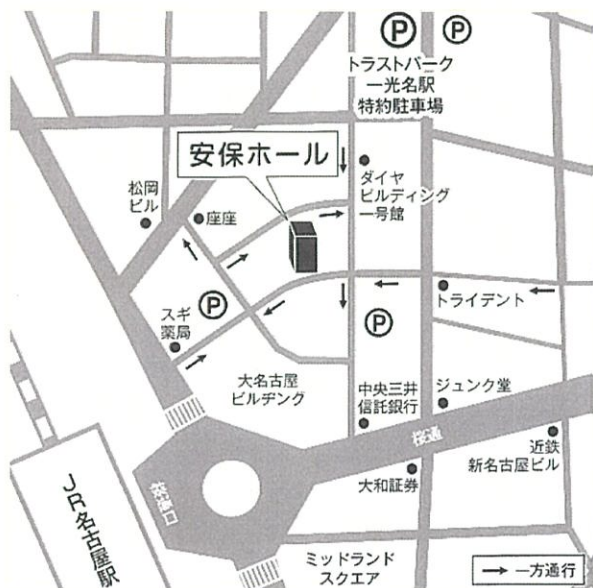 Ⓟ Ⓟ
トラストパーク
一光名駅
特約駐車場
安保ホール
松岡
ビル
座座
ダイヤ
ビルディング
一号館
スギ
薬局
Ⓟ
Ⓟ
トライデント
大名古屋
ビルヂング
中央三井
信託銀行
ジュンク堂
桜通
近鉄
新名古屋ビル
大和証券
桜通口
JR名古屋駅
ミッドランド
スクエア
一方通行